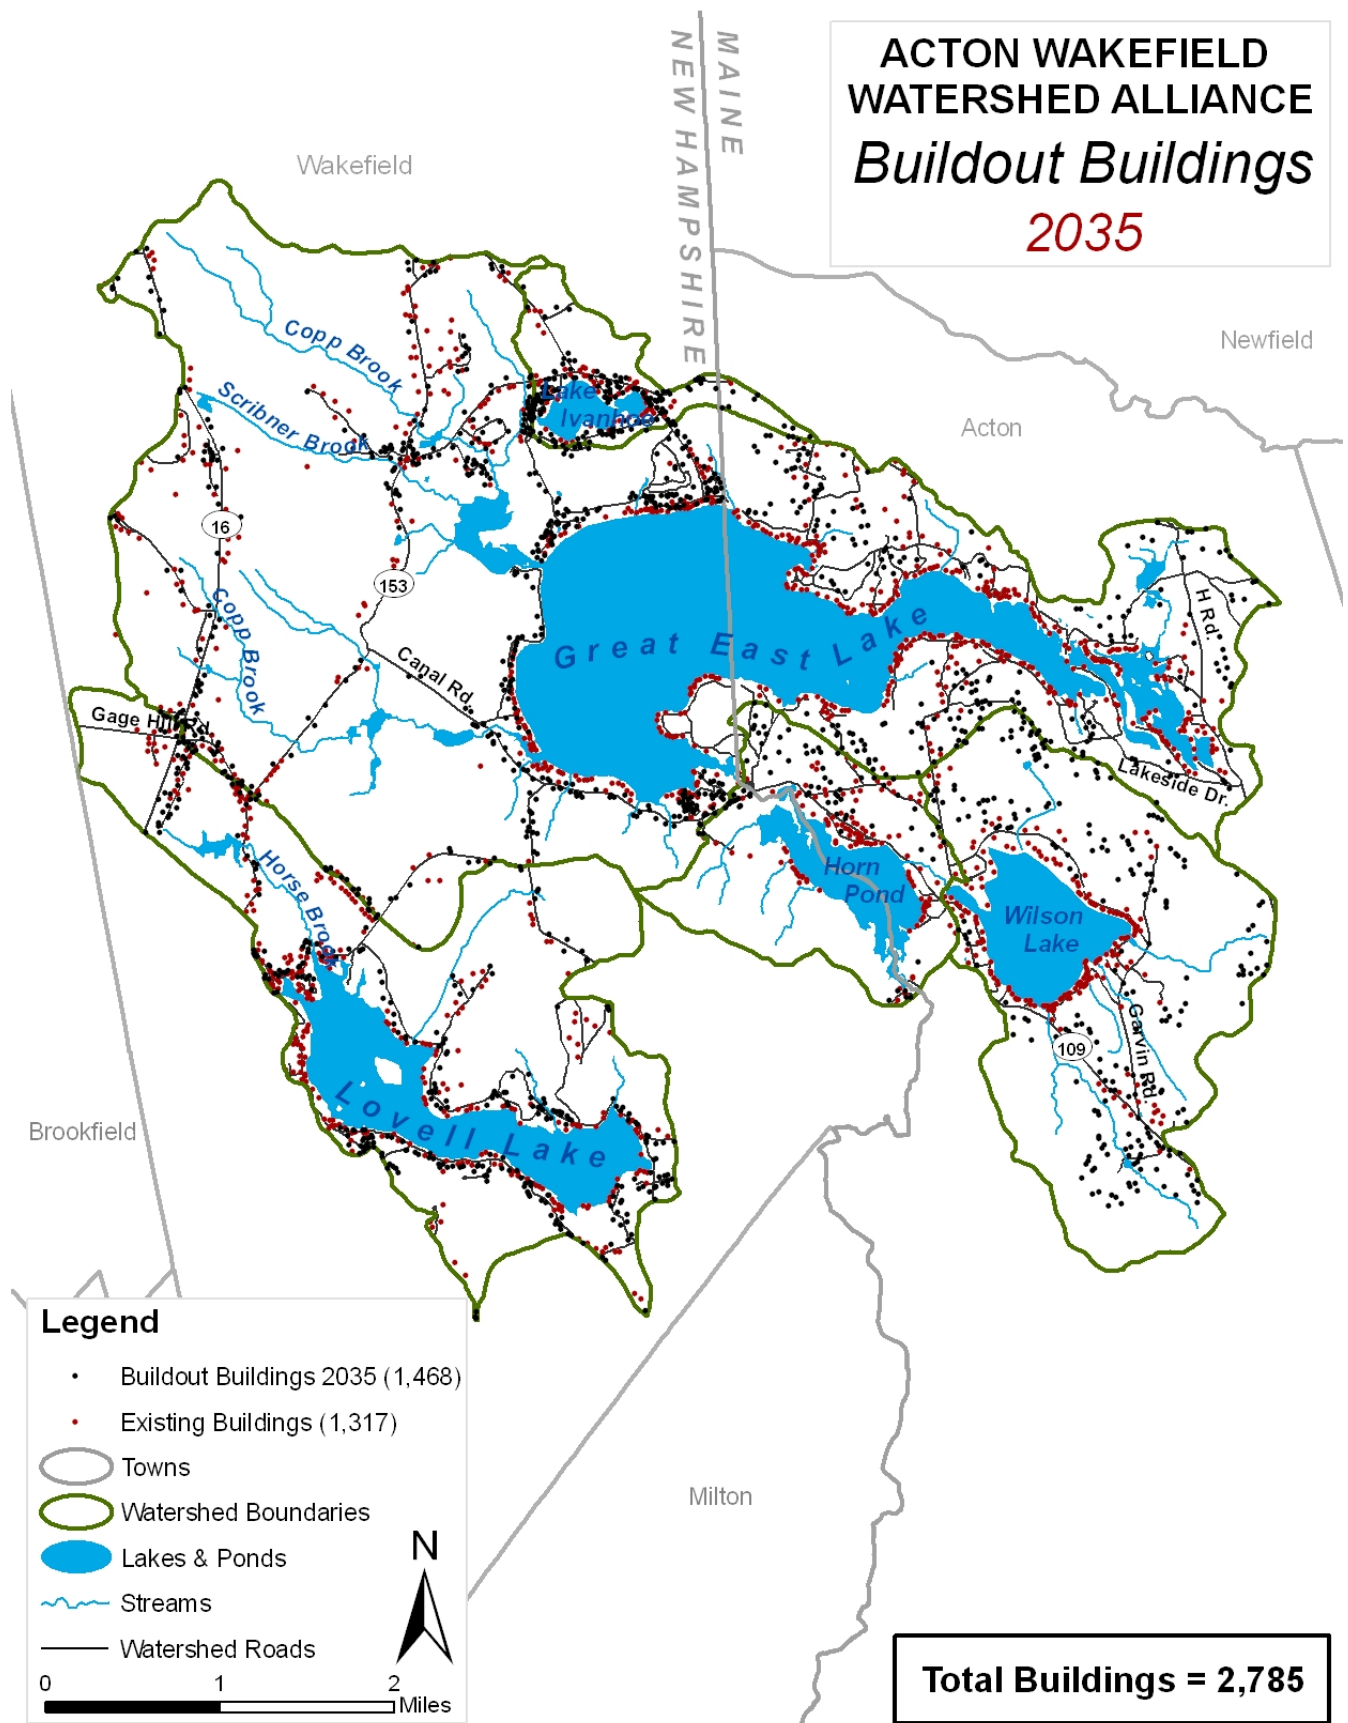 ACTON WAKEFIELD
WATERSHED ALLIANCE
Buildout Buildings
2035
MAINE
NEW HAMPSHIRE
Wakefield
Newfield
Acton
Copp Brook
Scribner Brook
Lake
Ivanhoe
16
153
Copp Brook
Canal Rd
Great East Lake
H Rd
Gage Hill Rd
Lakeside Dr.
Horse Brook
Horn
Pond
Wilson
Lake
Garvin Rd.
109
Lovell Lake
Brookfield
Milton
Legend
Buildout Buildings 2035 (1,468)
Existing Buildings (1,317)
Towns
Watershed Boundaries
Lakes & Ponds
Streams
Watershed Roads
N
0 1 2
Miles
Total Buildings = 2,785